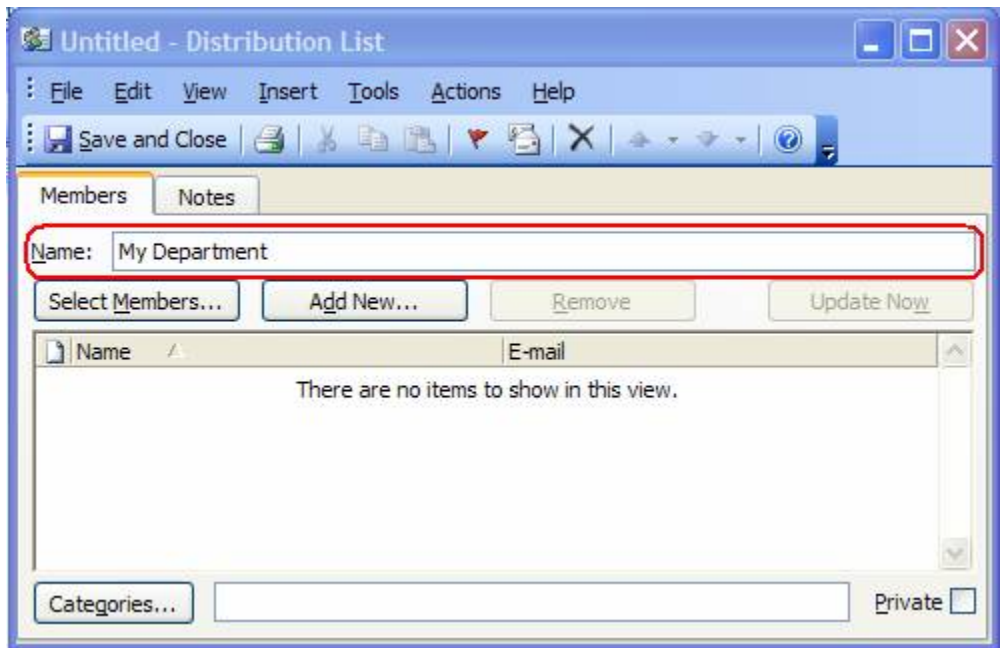 Untitled - Distribution List
File Edit View Insert Tools Actions Help
Save and Close
Members Notes
Name: My Department
Select Members... Add New... Remove Update Now
Name E-mail
There are no items to show in this view.
Categories... Private